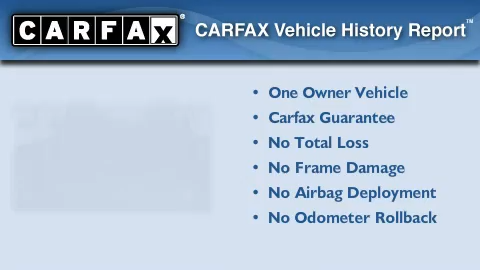 CARFAX® CARFAX Vehicle History Report™
• One Owner Vehicle
• Carfax Guarantee
• No Total Loss
• No Frame Damage
• No Airbag Deployment
• No Odometer Rollback